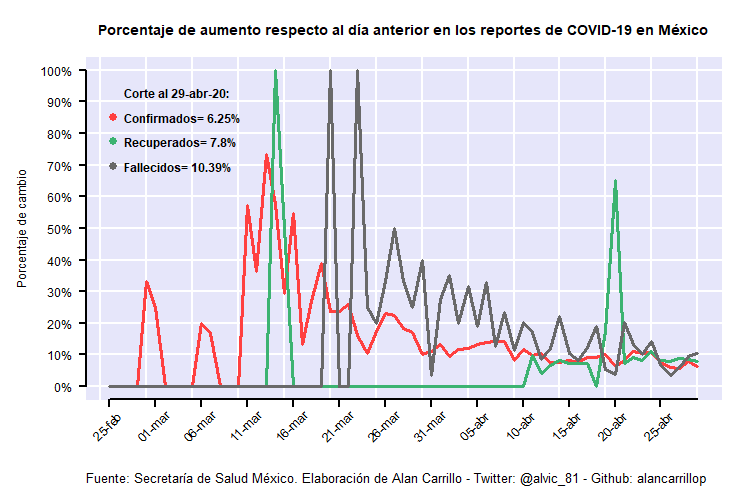 Porcentaje de aumento respecto al día anterior en los reportes de COVID-19 en México
Porcentaje de cambio
100%
90%
80%
70%
60%
50%
40%
30%
20%
10%
0%
Corte al 29-abr-20:
Confirmados= 6.25%
Recuperados= 7.8%
Fallecidos= 10.39%
25-feb
01-mar
06-mar
11-mar
16-mar
21-mar
26-mar
31-mar
05-abr
10-abr
15-abr
20-abr
25-abr
Fuente: Secretaría de Salud México. Elaboración de Alan Carrillo - Twitter: @alvic_81 - Github: alancarrillop